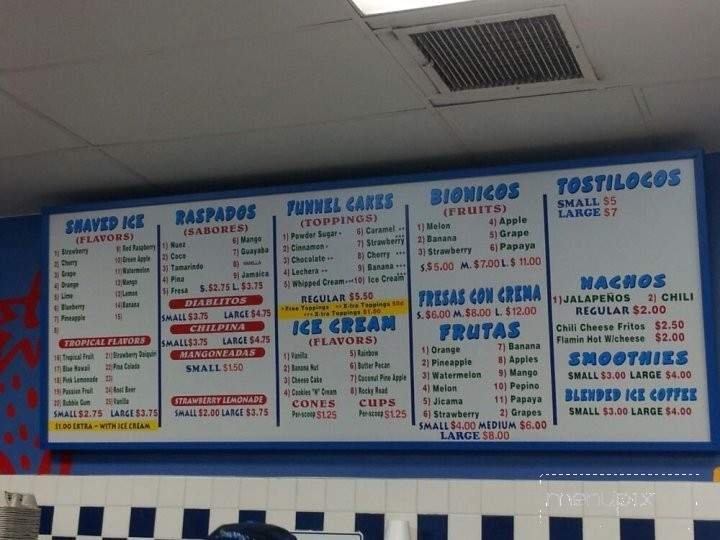 SHAVED ICE
(FLAVORS)
1) Strawberry
2) Cherry
3) Grape
4) Orange
5) Lime
6) Blueberry
7) Pineapple
8)
9) Red Raspberry
10) Green Apple
11) Watermelon
12) Mango
13) Lemon
14) Banana
15)
TROPICAL FLAVORS
16) Tropical Fruit
17) Blue Hawaii
18) Pink Lemonade
19) Passion Fruit
20) Bubble Gum
21) Strawberry Daiquiri
22) Pina Colada
23)
24) Root Beer
25) Vanilla
SMALL $2.75 LARGE $3.75
$1.00 EXTRA - WITH ICE CREAM
RASPADOS
(SABORES)
1) Nuez
2) Coco
3) Tamarindo
4) Pina
5) Fresa
6) Mango
7) Guayaba
8) VANILLA
9) Jamaica
S. $2.75 L. $3.75
DIABLITOS
SMALL $3.75 LARGE $4.75
CHILPINA
SMALL $3.75 LARGE $4.75
MANGONEADAS
SMALL $1.50
STRAWBERRY LEMONADE
SMALL $2.00 LARGE $3.75
FUNNEL CAKES
(TOPPINGS)
1) Powder Sugar *
2) Cinnamon *
3) Chocolate **
4) Lechera **
5) Whipped Cream **
6) Caramel **
7) Strawberry ***
8) Cherry ***
9) Banana ***
10) Ice Cream ***
REGULAR $5.50
* Free Toppings ** X-tra Toppings 50¢
*** X-tra Toppings $1.50
ICE CREAM
(FLAVORS)
1) Vanilla
2) Banana Nut
3) Cheese Cake
4) Cookies "N" Cream
5) Rainbow
6) Butter Pecan
7) Coconut Pine Apple
8) Rocky Road
CONES CUPS
Per-scoop $1.25 Per-scoop $1.25
BIONICOS
(FRUITS)
1) Melon
2) Banana
3) Strawberry
4) Apple
5) Grape
6) Papaya
S. $5.00 M. $7.00 L. $ 11.00
FRESAS CON CREMA
S. $6.00 M. $8.00 L. $12.00
FRUTAS
1) Orange
2) Pineapple
3) Watermelon
4) Melon
5) Jicama
6) Strawberry
7) Banana
8) Apples
9) Mango
10) Pepino
11) Papaya
2) Grapes
SMALL $4.00 MEDIUM $6.00
LARGE $8.00
TOSTILOCOS
SMALL $5
LARGE $7
NACHOS
1) JALAPEÑOS 2) CHILI
REGULAR $2.00
Chili Cheese Fritos $2.50
Flamin Hot W/cheese $2.00
SMOOTHIES
SMALL $3.00 LARGE $4.00
BLENDED ICE COFFEE
SMALL $3.00 LARGE $4.00
menupix